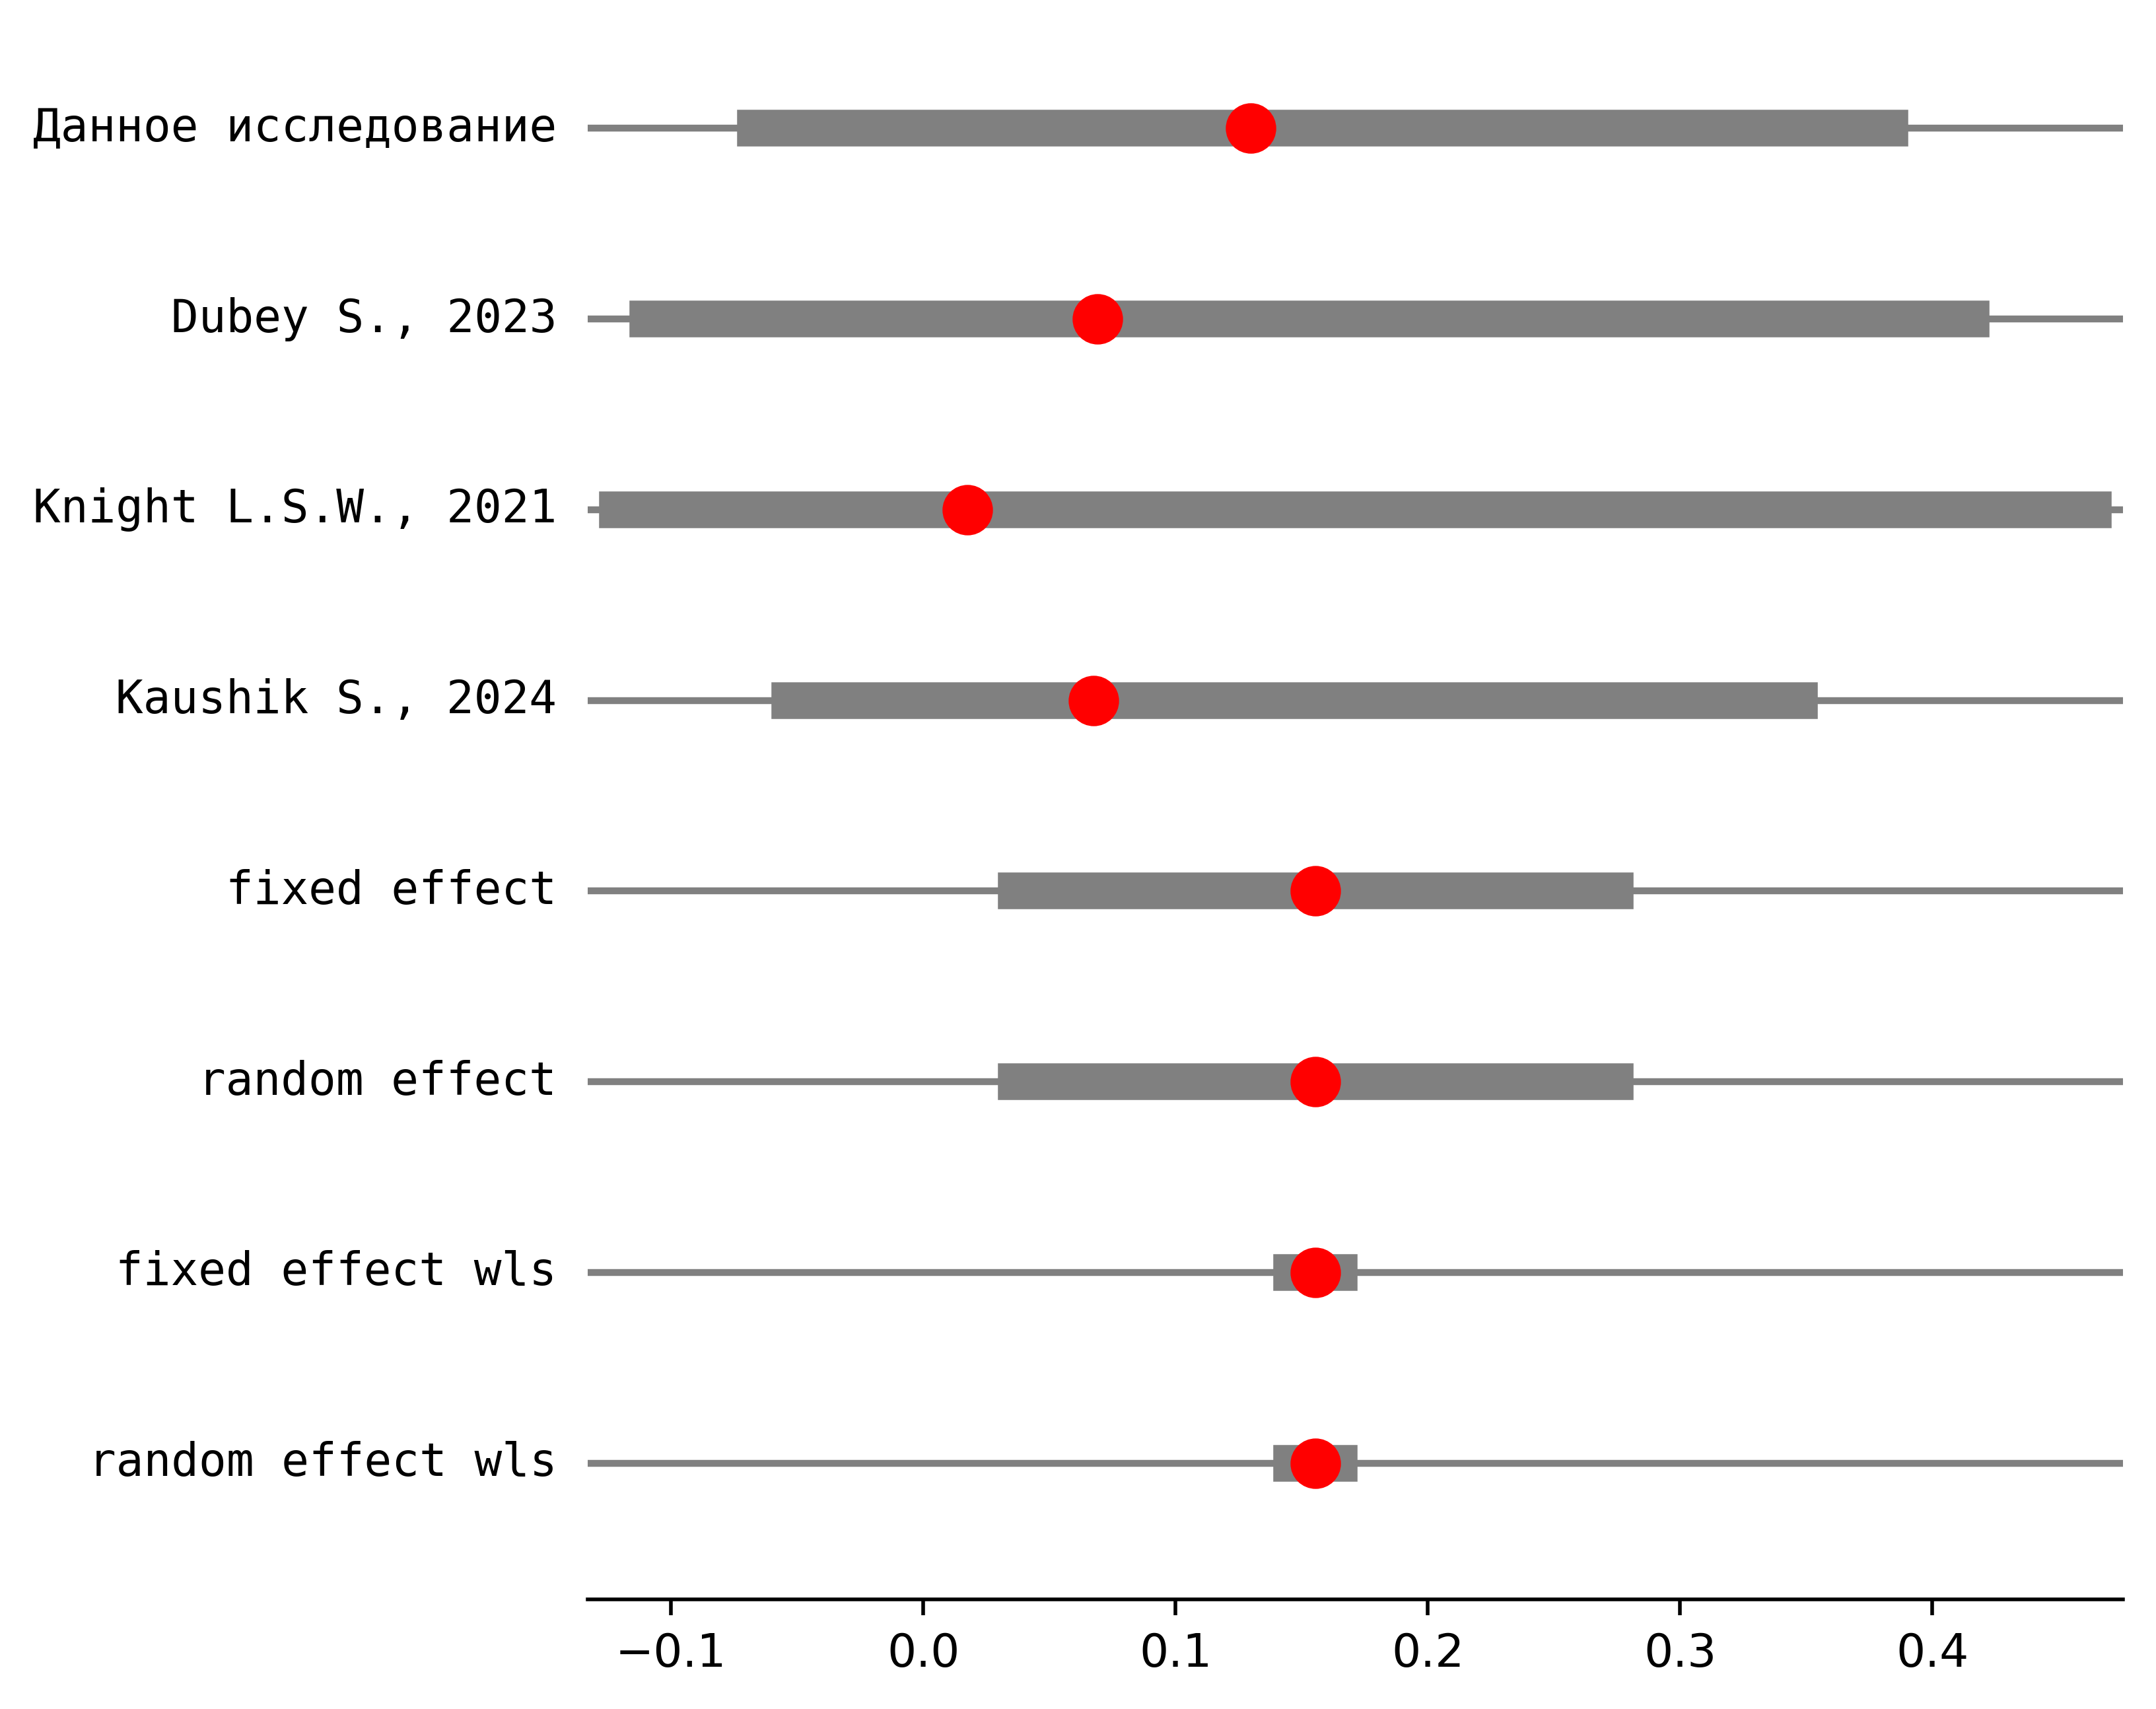 Данное исследование
Dubey S., 2023
Knight L.S.W., 2021
Kaushik S., 2024
fixed effect
random effect
fixed effect wls
random effect wls
−0.1 0.0 0.1 0.2 0.3 0.4